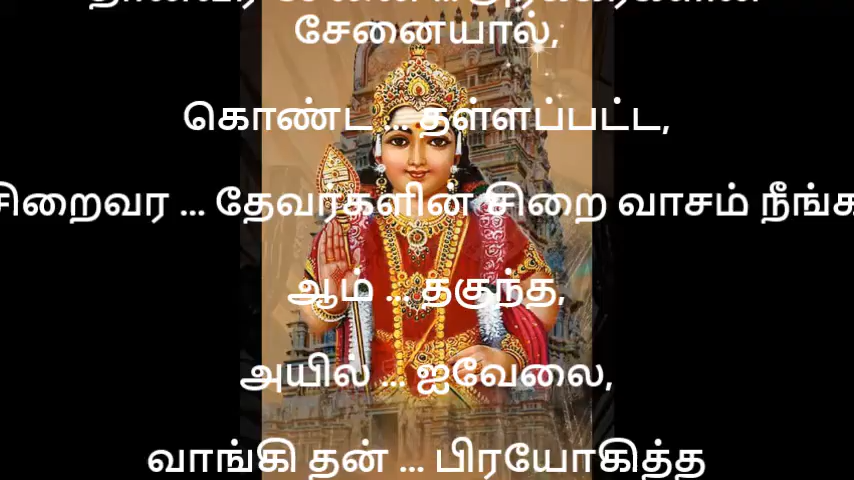 சேனையால்,
கொண்ட ... தள்ளப்பட்ட,
சிறைவர ... தேவர்களின் சிறை வாசம் நீங்க
ஆம் ... தகுந்த,
அயில் ... ஐவேலை,
வாங்கி தன் ... பிரயோகித்த